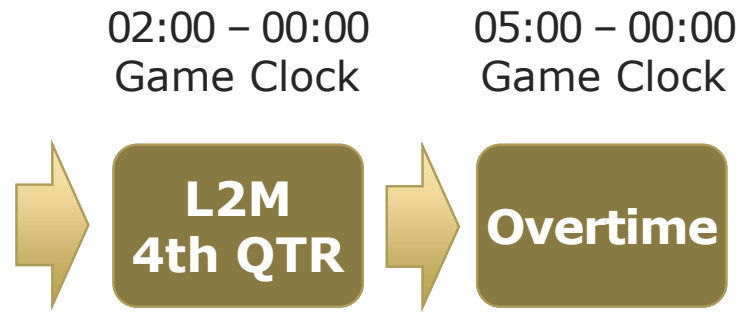 02:00 – 00:00
Game Clock
05:00 – 00:00
Game Clock
L2M
4th QTR
Overtime